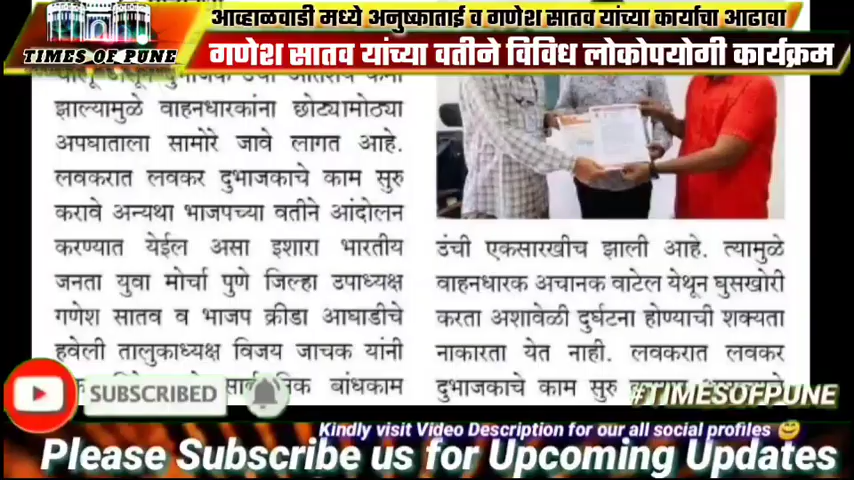 TIMES OF PUNE
आव्हाळवाडी मध्ये अनुष्काताई व गणेश सातव यांच्या कार्याचा आढावा
गणेश सातव यांच्या वतीने विविध लोकोपयोगी कार्यक्रम
झाल्यामुळे वाहनधारकांना छोट्यामोठ्या
अपघाताला सामोरे जावे लागत आहे.
लवकरात लवकर दुभाजकाचे काम सुरु
करावे अन्यथा भाजपच्या वतीने आंदोलन
करण्यात येईल असा इशारा भारतीय
जनता युवा मोर्चा पुणे जिल्हा उपाध्यक्ष
गणेश सातव व भाजप क्रीडा आघाडीचे
हवेली तालुकाध्यक्ष विजय जाचक यांनी
बांधकाम
उंची एकसारखीच झाली आहे. त्यामुळे
वाहनधारक अचानक वाटेल येथून घुसखोरी
करता अशावेळी दुर्घटना होण्याची शक्यता
नाकारता येत नाही. लवकरात लवकर
दुभाजकाचे काम सुरु
SUBSCRIBED
#TIMESOFPUNE
Kindly visit Video Description for our all social profiles 😊
Please Subscribe us for Upcoming Updates